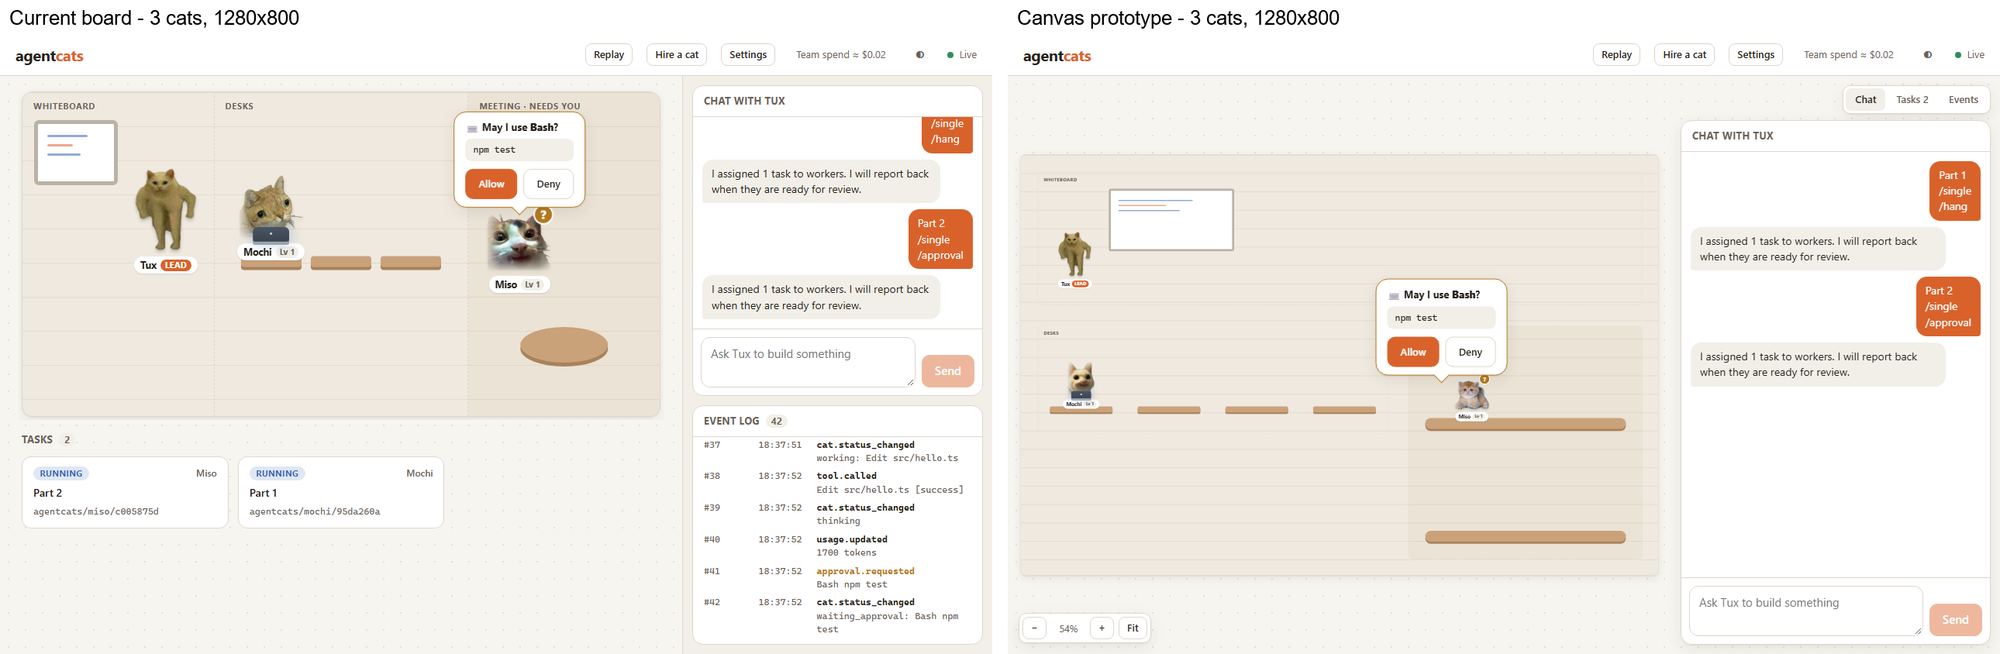 Current board - 3 cats, 1280x800
agentcats
Replay
Hire a cat
Settings
Team spend ≈ $0.02
Live
WHITEBOARD
DESKS
MEETING · NEEDS YOU
May I use Bash?
npm test
Allow
Deny
?
Tux LEAD
Mochi Lv 1
Miso Lv 1
TASKS 2
RUNNING
Miso
Part 2
agentcats/miso/c005875d
RUNNING
Mochi
Part 1
agentcats/mochi/95da260a
CHAT WITH TUX
/single
/hang
I assigned 1 task to workers. I will report back
when they are ready for review.
Part 2
/single
/approval
I assigned 1 task to workers. I will report back
when they are ready for review.
Ask Tux to build something
Send
EVENT LOG 42
#37 18:37:51 cat.status_changed
working: Edit src/hello.ts
#38 18:37:52 tool.called
Edit src/hello.ts [success]
#39 18:37:52 cat.status_changed
thinking
#40 18:37:52 usage.updated
1700 tokens
#41 18:37:52 approval.requested
Bash npm test
#42 18:37:52 cat.status_changed
waiting_approval: Bash npm
test
Canvas prototype - 3 cats, 1280x800
agentcats
Replay
Hire a cat
Settings
Team spend ≈ $0.02
Live
WHITEBOARD
Tux LEAD
DESKS
May I use Bash?
npm test
Allow
Deny
?
Mochi Lv 1
Miso Lv 1
−
54%
+
Fit
Chat
Tasks 2
Events
CHAT WITH TUX
Part 1
/single
/hang
I assigned 1 task to workers. I will report back
when they are ready for review.
Part 2
/single
/approval
I assigned 1 task to workers. I will report back
when they are ready for review.
Ask Tux to build something
Send